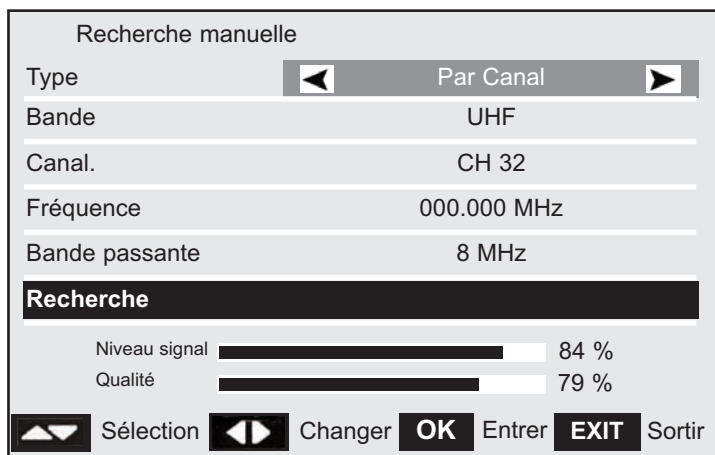 Recherche manuelle
Type Par Canal
Bande UHF
Canal. CH 32
Fréquence 000.000 MHz
Bande passante 8 MHz
Recherche
Niveau signal 84 %
Qualité 79 %
Sélection Changer OK Entrer EXIT Sortir